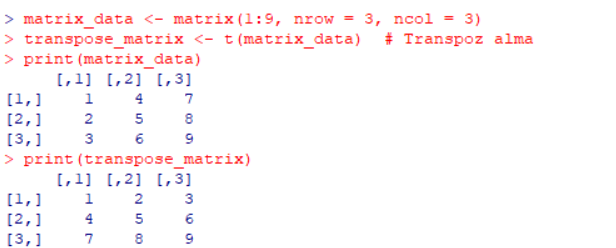 > matrix_data <- matrix(1:9, nrow = 3, ncol = 3)
> transpose_matrix <- t(matrix_data)  # Transpoz alma
> print(matrix_data)
     [,1] [,2] [,3]
[1,]    1    4    7
[2,]    2    5    8
[3,]    3    6    9
> print(transpose_matrix)
     [,1] [,2] [,3]
[1,]    1    2    3
[2,]    4    5    6
[3,]    7    8    9